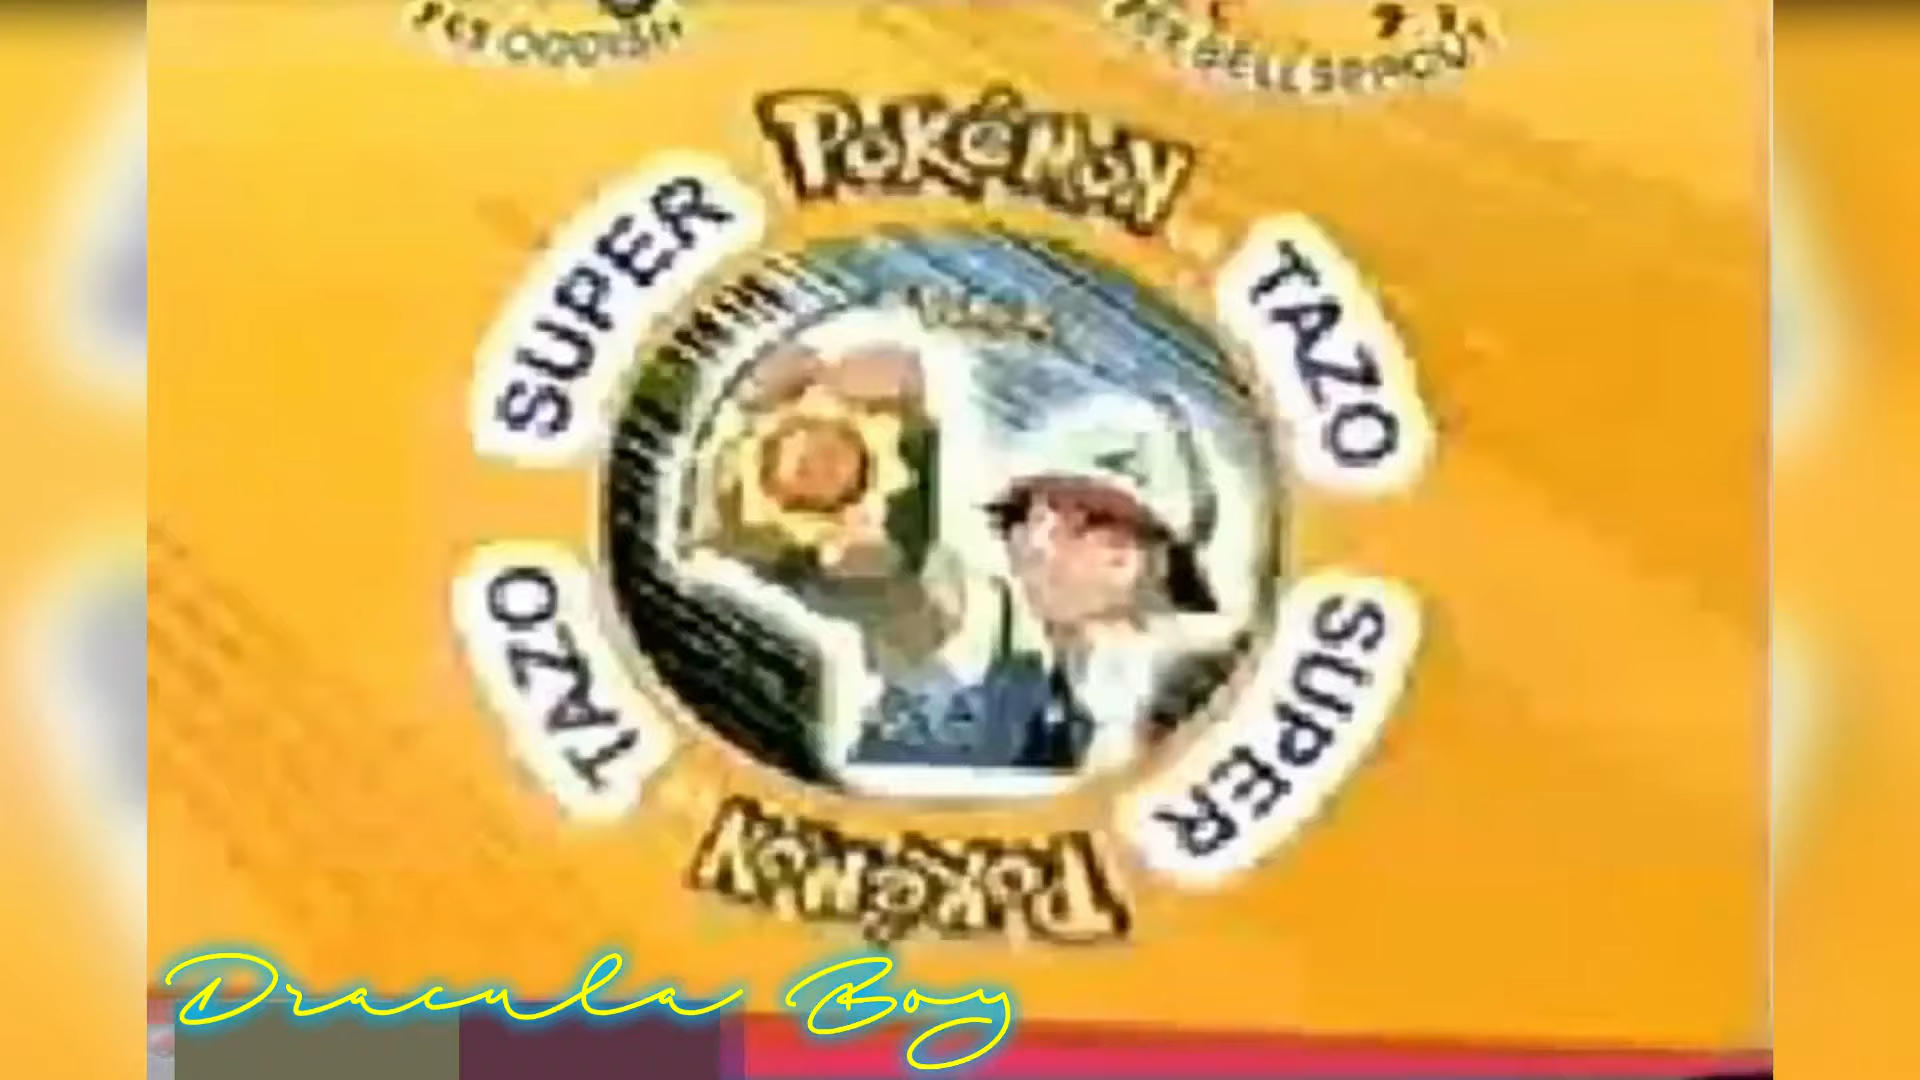 POKéMON
SUPER
TAZO
TAZO
SUPER
POKéMON
Dracula Boy